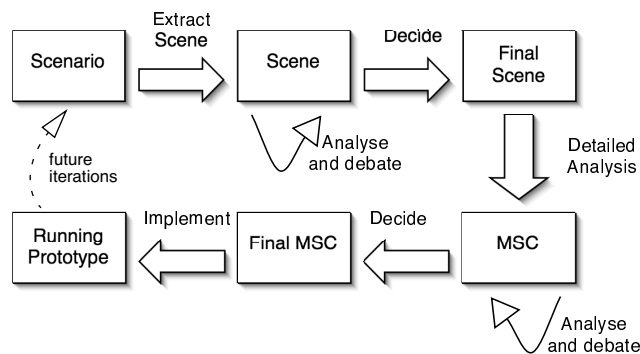 Extract
Scene
Decide
Scenario
Scene
Final
Scene
Analyse
and debate
Detailed
Analysis
future
iterations
Implement
Decide
Running
Prototype
Final MSC
MSC
Analyse
and debate